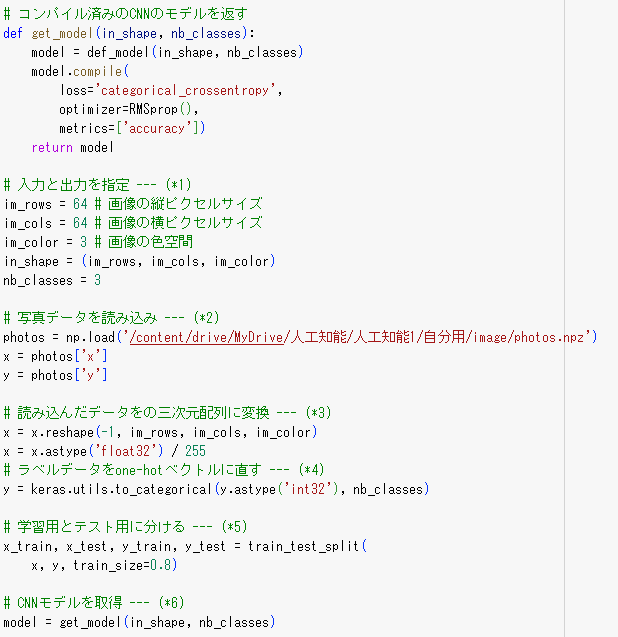 # コンパイル済みのCNNのモデルを返す
def get_model(in_shape, nb_classes):
    model = def_model(in_shape, nb_classes)
    model.compile(
        loss='categorical_crossentropy',
        optimizer=RMSprop(),
        metrics=['accuracy'])
    return model
# 入力と出力を指定 --- (*1)
im_rows = 64 # 画像の縦ピクセルサイズ
im_cols = 64 # 画像の横ピクセルサイズ
im_color = 3 # 画像の色空間
in_shape = (im_rows, im_cols, im_color)
nb_classes = 3
# 写真データを読み込み --- (*2)
photos = np.load('/content/drive/MyDrive/人工知能/人工知能1/自分用/image/photos.npz')
x = photos['x']
y = photos['y']
# 読み込んだデータをの三次元配列に変換 --- (*3)
x = x.reshape(-1, im_rows, im_cols, im_color)
x = x.astype('float32') / 255
# ラベルデータをone-hotベクトルに直す --- (*4)
y = keras.utils.to_categorical(y.astype('int32'), nb_classes)
# 学習用とテスト用に分ける --- (*5)
x_train, x_test, y_train, y_test = train_test_split(
    x, y, train_size=0.8)
# CNNモデルを取得 --- (*6)
model = get_model(in_shape, nb_classes)